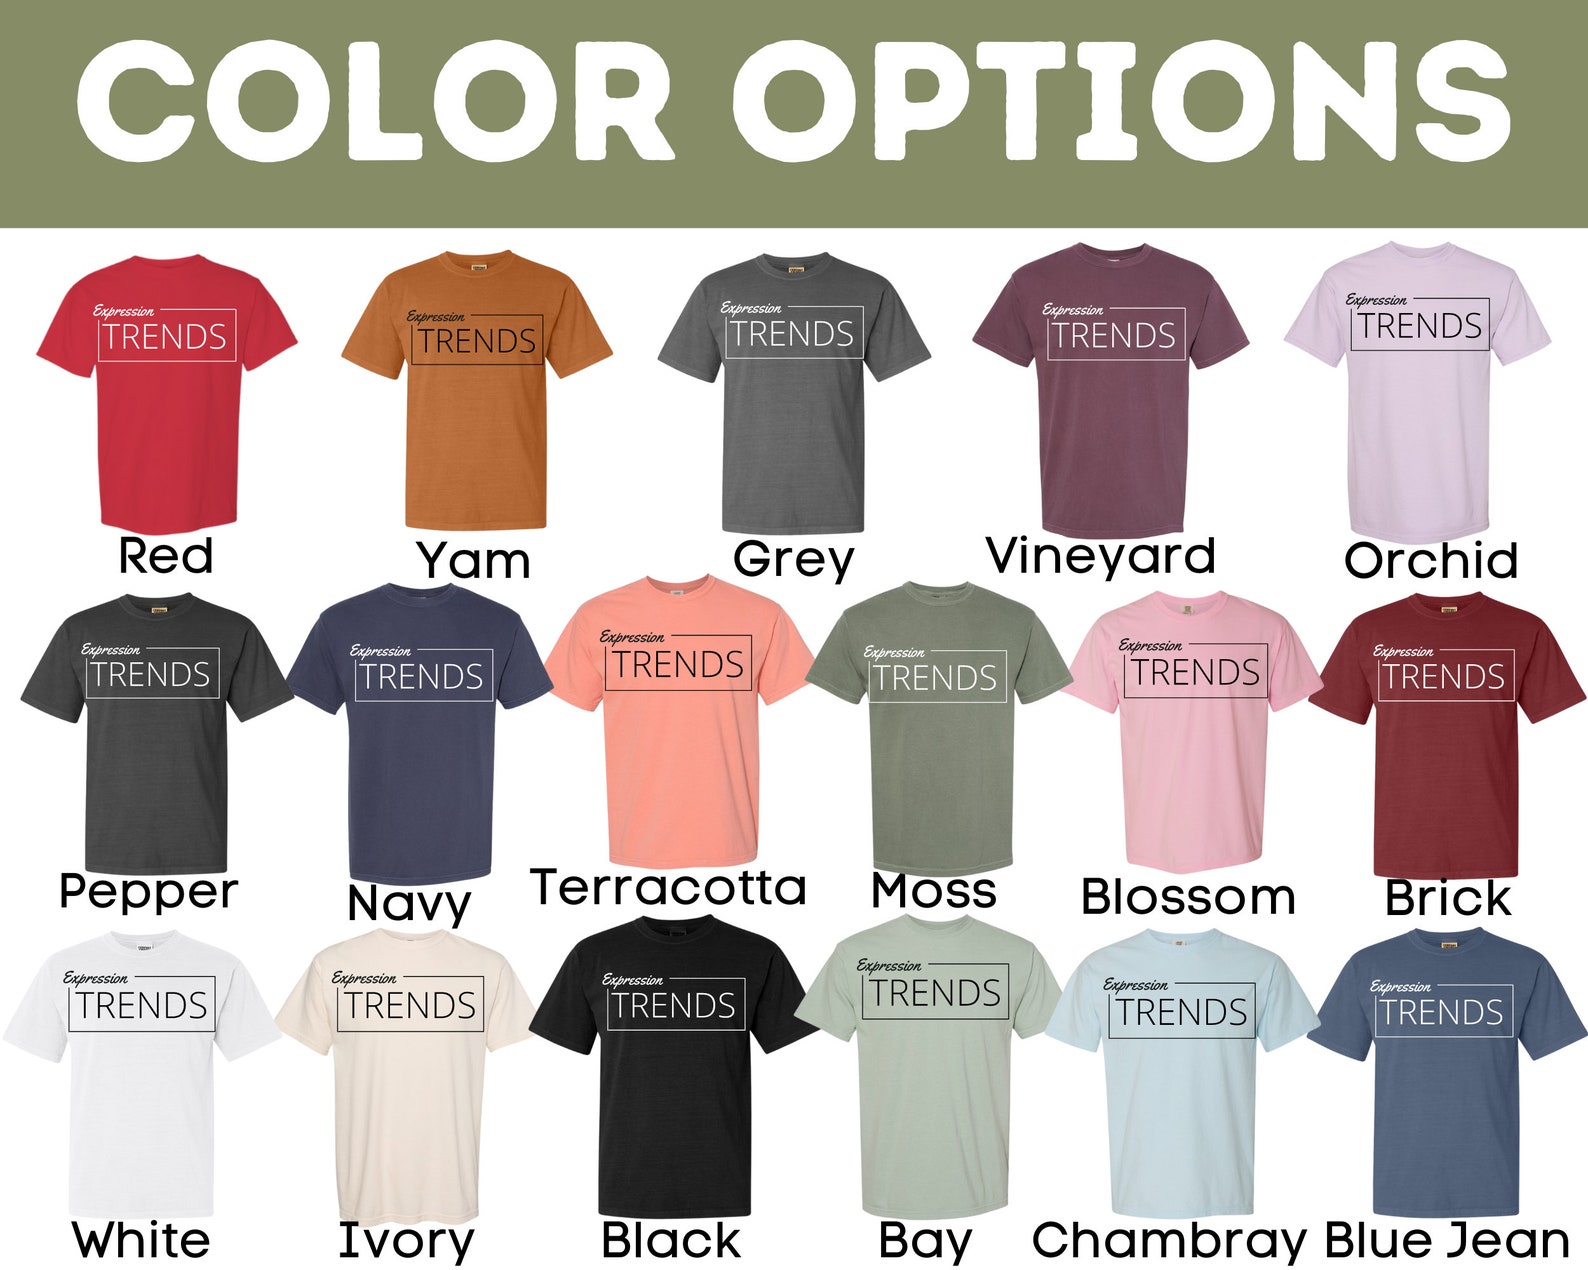 COLOR OPTIONS
Expression
TRENDS
Expression
TRENDS
Expression
TRENDS
Expression
TRENDS
Expression
TRENDS
Red
Yam
Grey
Vineyard
Orchid
Expression
TRENDS
Expression
TRENDS
Expression
TRENDS
Expression
TRENDS
Expression
TRENDS
Expression
TRENDS
Pepper
Navy
Terracotta
Moss
Blossom
Brick
Expression
TRENDS
Expression
TRENDS
Expression
TRENDS
Expression
TRENDS
Expression
TRENDS
Expression
TRENDS
White
Ivory
Black
Bay
Chambray
Blue Jean